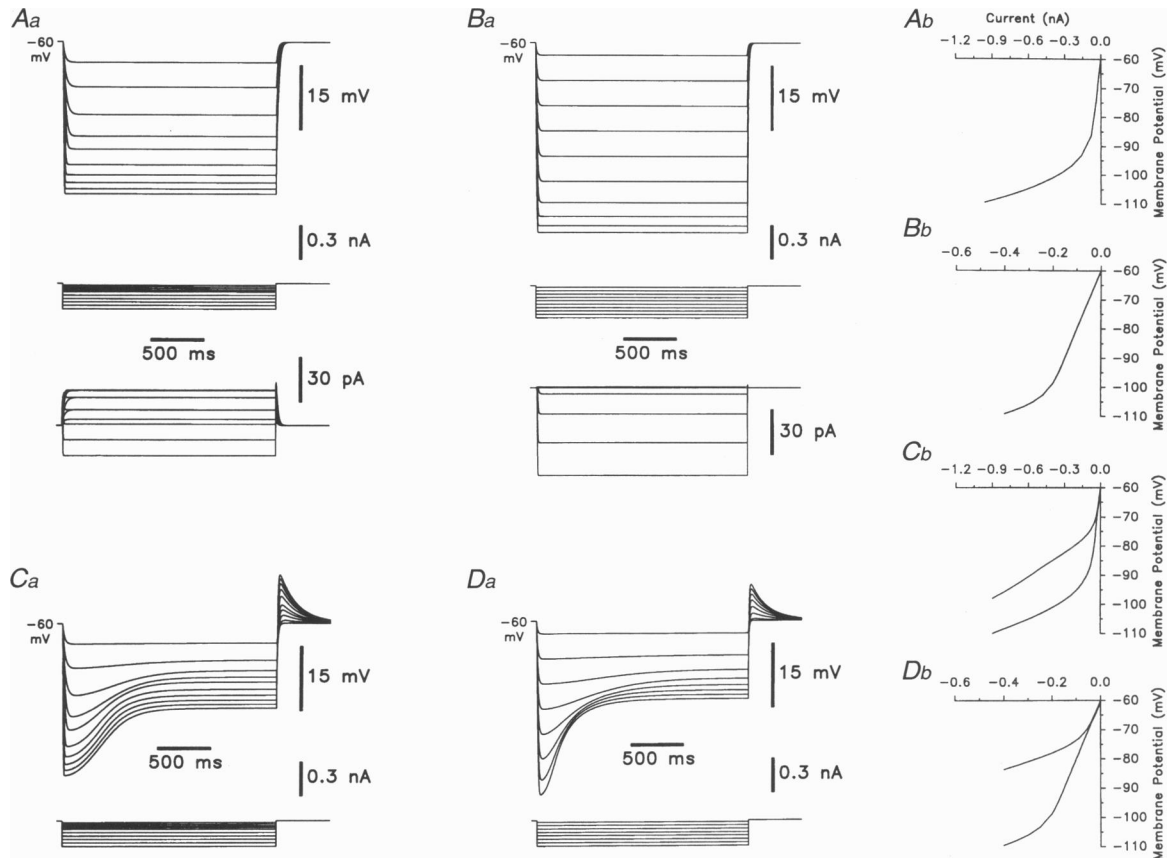 Aa
−60
mV
15 mV
0.3 nA
500 ms
30 pA
Ba
−60
mV
15 mV
0.3 nA
500 ms
30 pA
Ab
Current (nA)
−1.2 −0.9 −0.6 −0.3 0.0
−60
−70
−80
−90
−100
−110
Membrane Potential (mV)
Bb
−0.6 −0.4 −0.2 0.0
−60
−70
−80
−90
−100
−110
Membrane Potential (mV)
Ca
−60
mV
15 mV
500 ms
0.3 nA
Da
−60
mV
15 mV
500 ms
0.3 nA
Cb
−1.2 −0.9 −0.6 −0.3 0.0
−60
−70
−80
−90
−100
−110
Membrane Potential (mV)
Db
−0.6 −0.4 −0.2 0.0
−60
−70
−80
−90
−100
−110
Membrane Potential (mV)